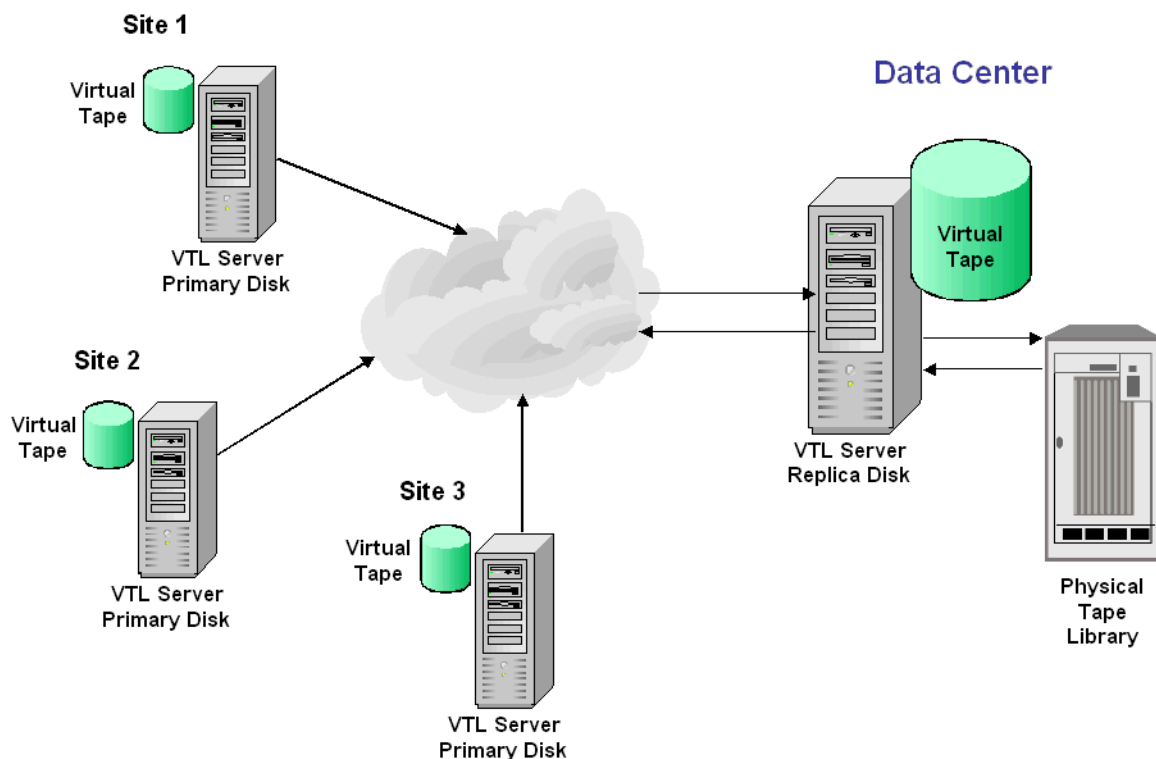 Site 1
Virtual
Tape
VTL Server
Primary Disk
Data Center
Virtual
Tape
VTL Server
Replica Disk
Physical
Tape
Library
Site 2
Virtual
Tape
VTL Server
Primary Disk
Site 3
Virtual
Tape
VTL Server
Primary Disk